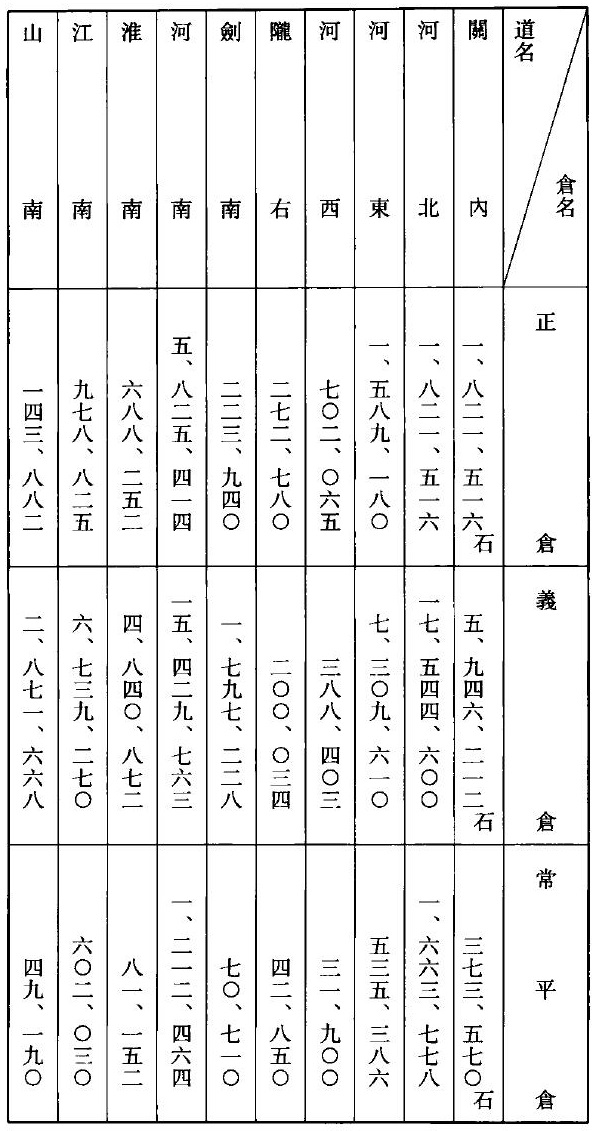 倉名
道名
正倉
義倉
常平倉
關內
一、八二一、五一六石
五、九四六、二一二石
三七三、五七〇石
河北
一、八二一、五一六
一七、五四四、六〇〇
一、六六三、七七八
河東
一、五八九、一八〇
七、三〇九、六一〇
五三五、三八六
河西
七〇二、〇六五
三八八、四〇三
三一、九〇〇
隴右
二七二、七八〇
二〇〇、〇三四
四二、八五〇
劍南
二二三、九四〇
一、七九七、二二八
七〇、七一〇
河南
五、八二五、四一四
一五、四二九、七六三
一、二一二、四六四
淮南
六八八、二五二
四、八四〇、八七二
八一、一五二
江南
九七八、八二五
六、七三九、二七〇
六〇二、〇三〇
山南
一四三、八八二
二、八七一、六六八
四九、一九〇